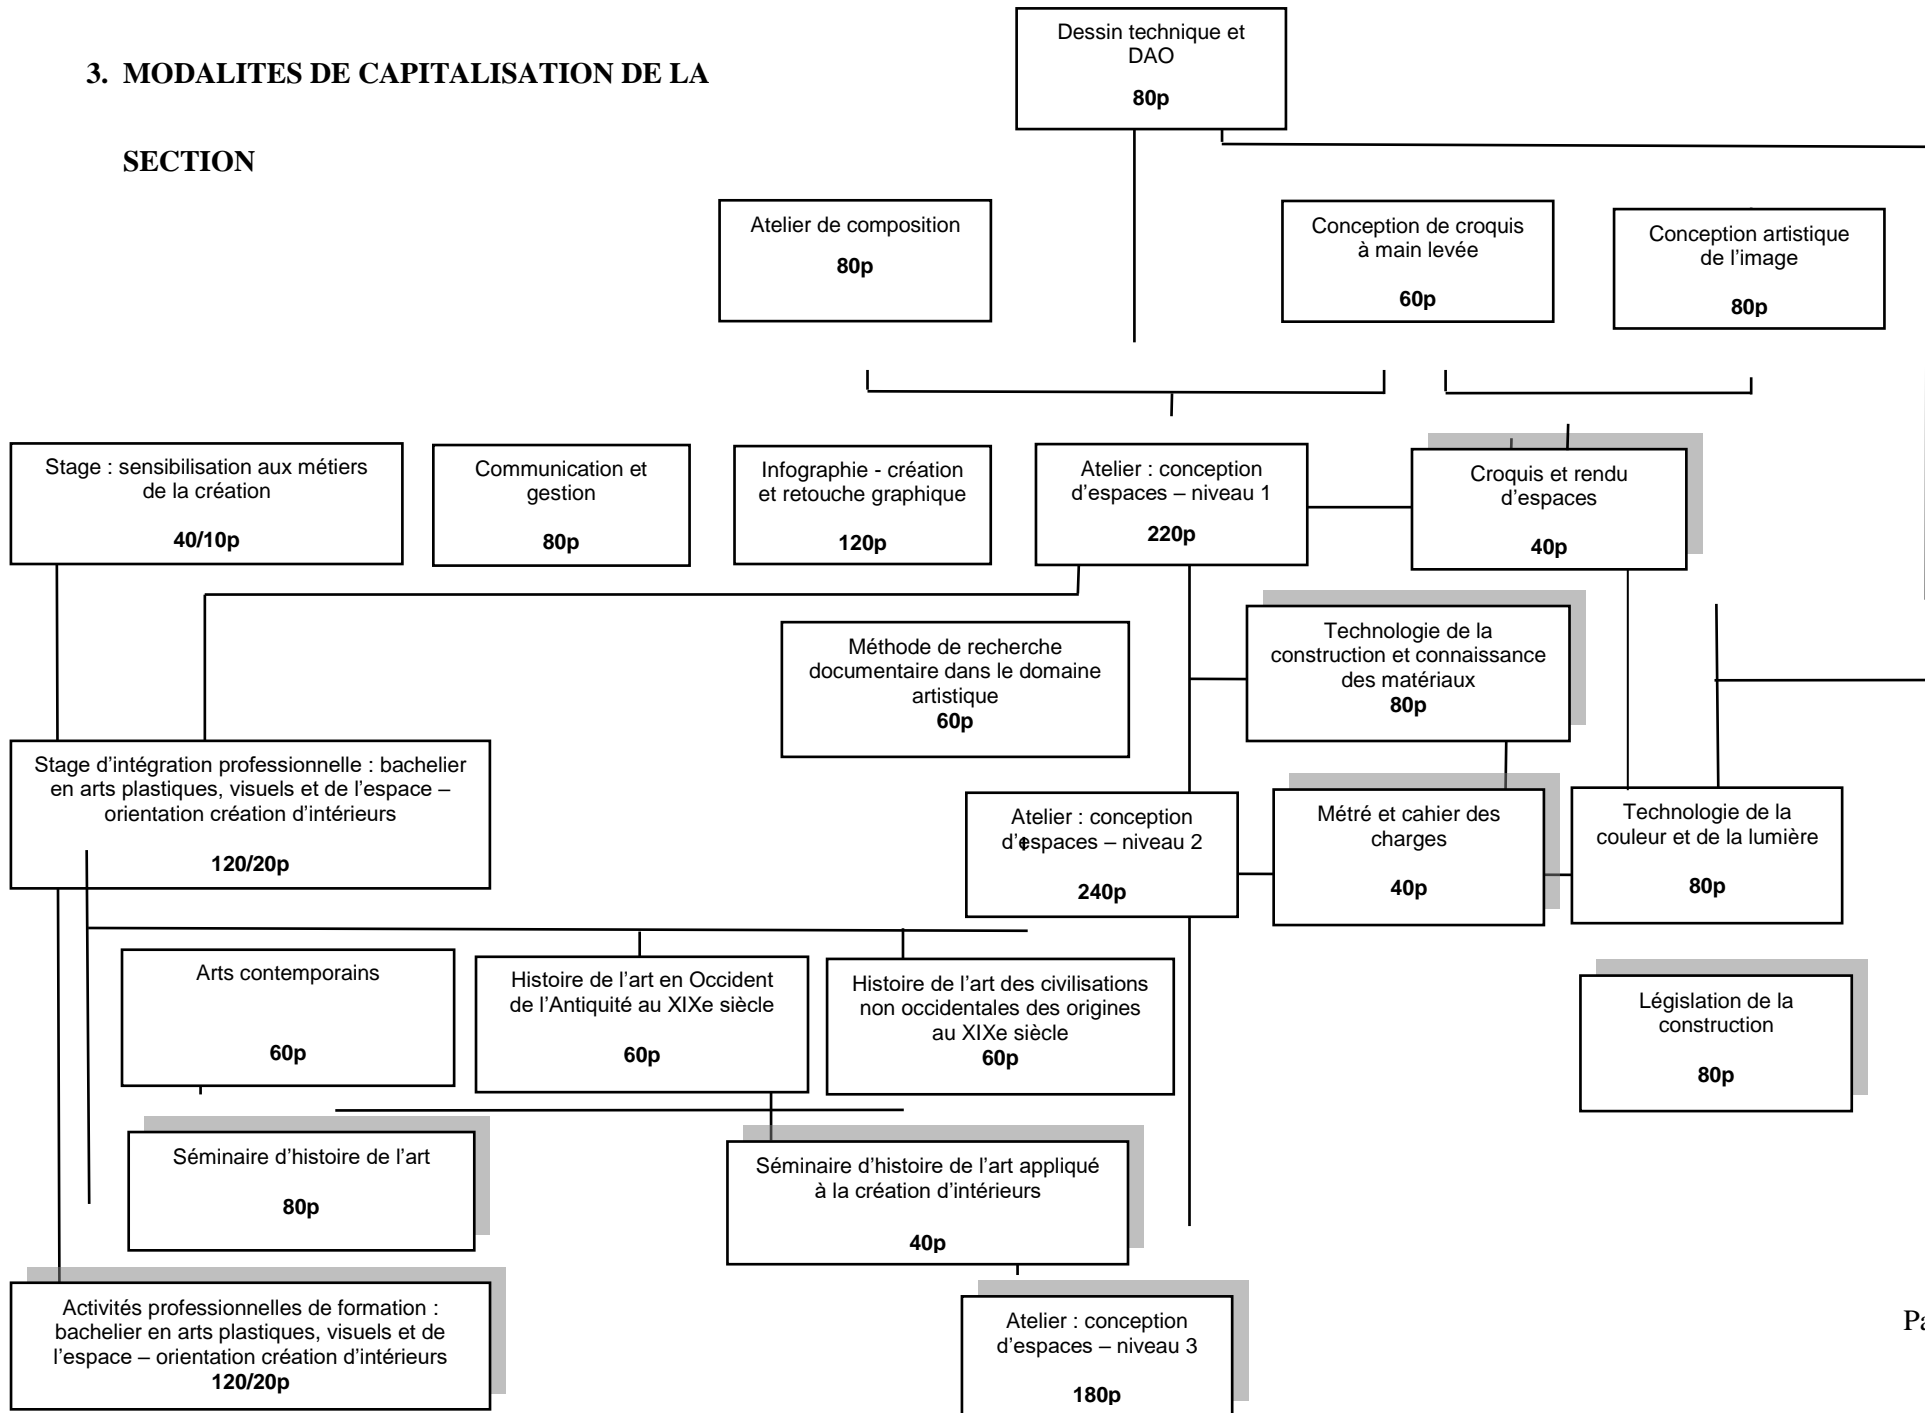 3. MODALITES DE CAPITALISATION DE LA
SECTION
Dessin technique et
DAO
80p
Atelier de composition
80p
Conception de croquis
à main levée
60p
Conception artistique
de l’image
80p
Stage : sensibilisation aux métiers
de la création
40/10p
Communication et
gestion
80p
Infographie - création
et retouche graphique
120p
Atelier : conception
d’espaces – niveau 1
220p
Croquis et rendu
d’espaces
40p
Méthode de recherche
documentaire dans le domaine
artistique
60p
Technologie de la
construction et connaissance
des matériaux
80p
Stage d’intégration professionnelle : bachelier
en arts plastiques, visuels et de l’espace –
orientation création d’intérieurs
120/20p
Atelier : conception
d’espaces – niveau 2
240p
Métré et cahier des
charges
40p
Technologie de la
couleur et de la lumière
80p
Arts contemporains
60p
Histoire de l’art en Occident
de l’Antiquité au XIXe siècle
60p
Histoire de l’art des civilisations
non occidentales des origines
au XIXe siècle
60p
Législation de la
construction
80p
Séminaire d’histoire de l’art
80p
Séminaire d’histoire de l’art appliqué
à la création d’intérieurs
40p
Activités professionnelles de formation :
bachelier en arts plastiques, visuels et de
l’espace – orientation création d’intérieurs
120/20p
Atelier : conception
d’espaces – niveau 3
180p
Pa